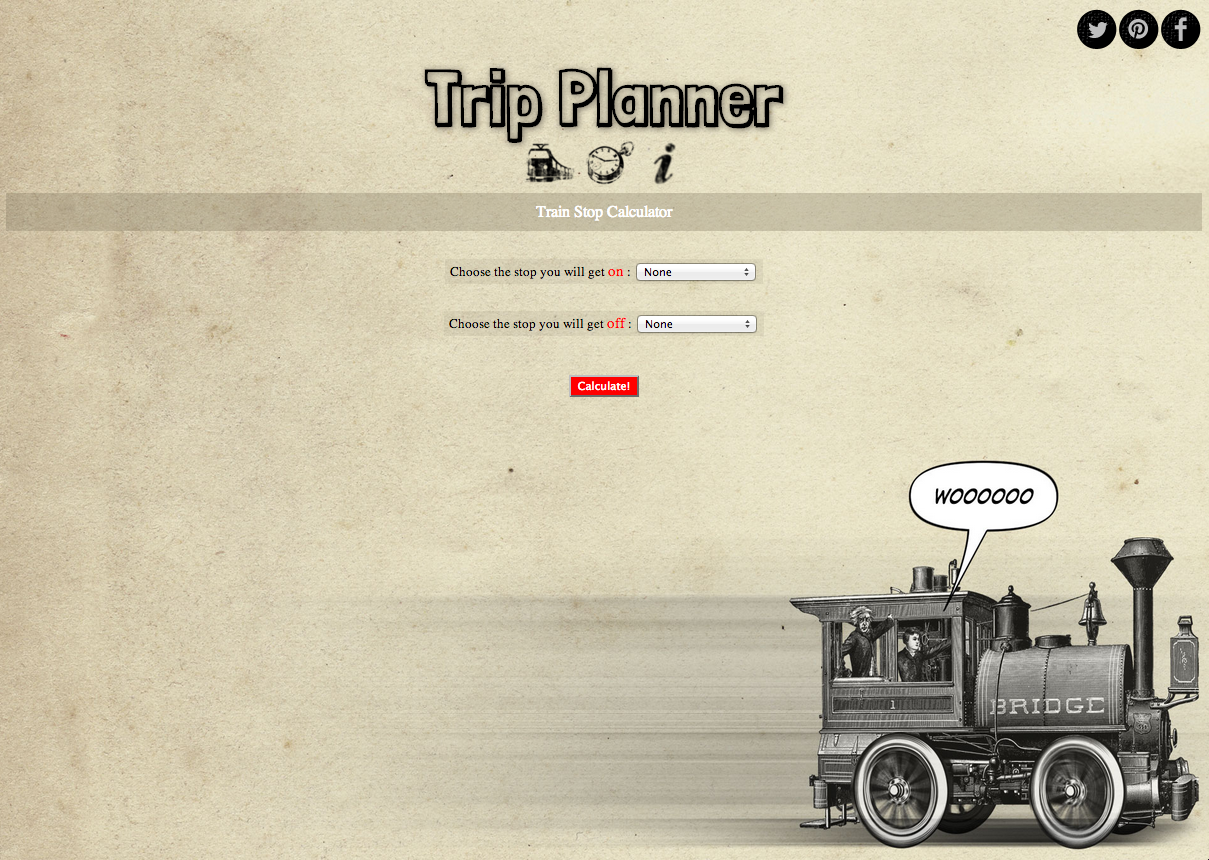 Trip Planner
Train Stop Calculator
Choose the stop you will get on : None
Choose the stop you will get off : None
Calculate!
WOOOOOO
1
BRIDGE